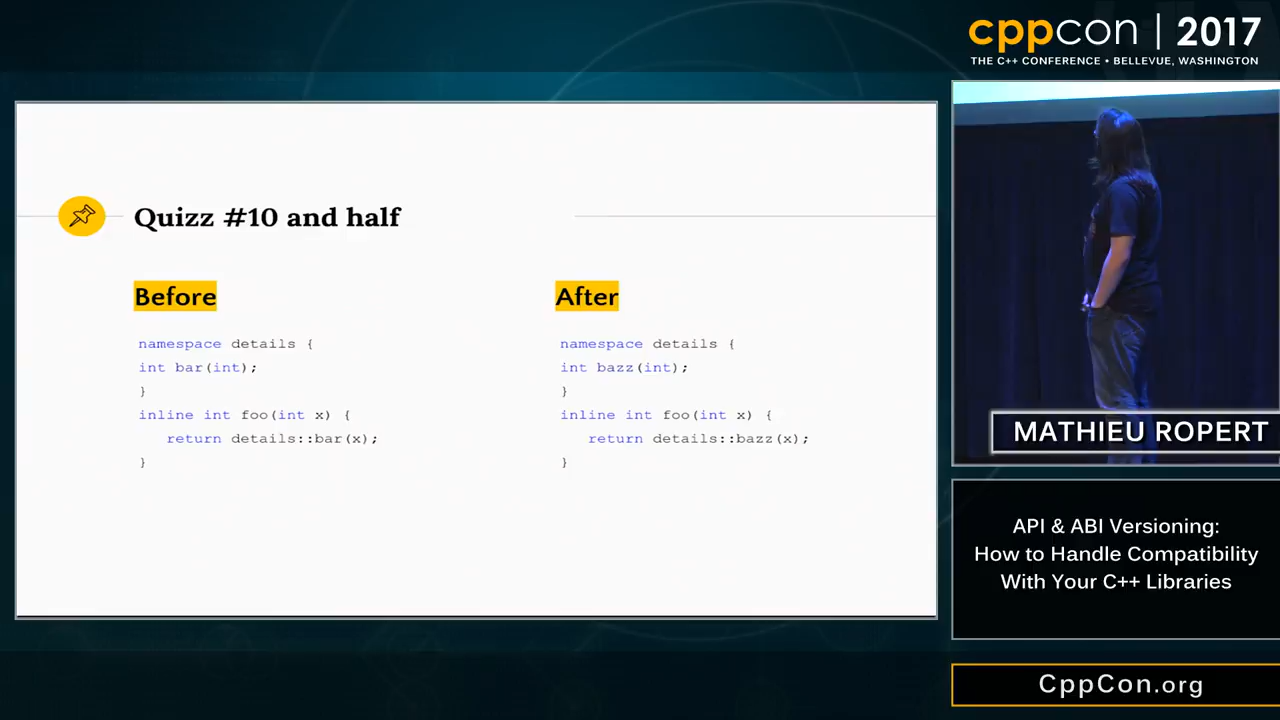 cppcon | 2017
THE C++ CONFERENCE • BELLEVUE, WASHINGTON
Quizz #10 and half
Before
namespace details {
int bar(int);
}
inline int foo(int x) {
return details::bar(x);
}
After
namespace details {
int bazz(int);
}
inline int foo(int x) {
return details::bazz(x);
}
MATHIEU ROPERT
API & ABI Versioning:
How to Handle Compatibility
With Your C++ Libraries
CppCon.org